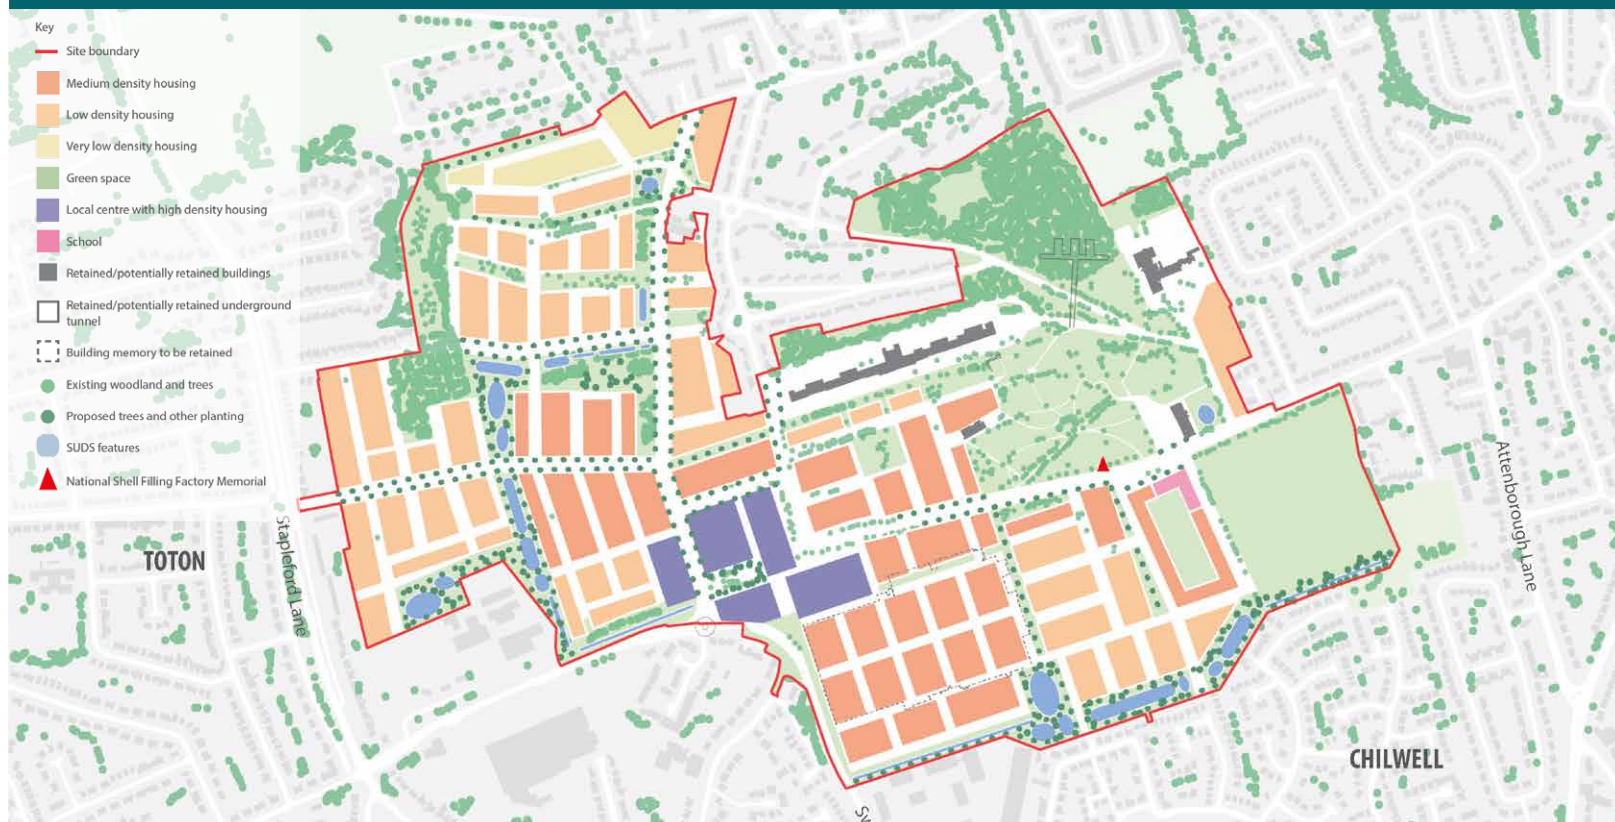 Key
Site boundary
Medium density housing
Low density housing
Very low density housing
Green space
Local centre with high density housing
School
Retained/potentially retained buildings
Retained/potentially retained underground
tunnel
Building memory to be retained
Existing woodland and trees
Proposed trees and other planting
SUDS features
National Shell Filling Factory Memorial
TOTON
Stapleford Lane
Attenborough Lane
CHILWELL
Sw